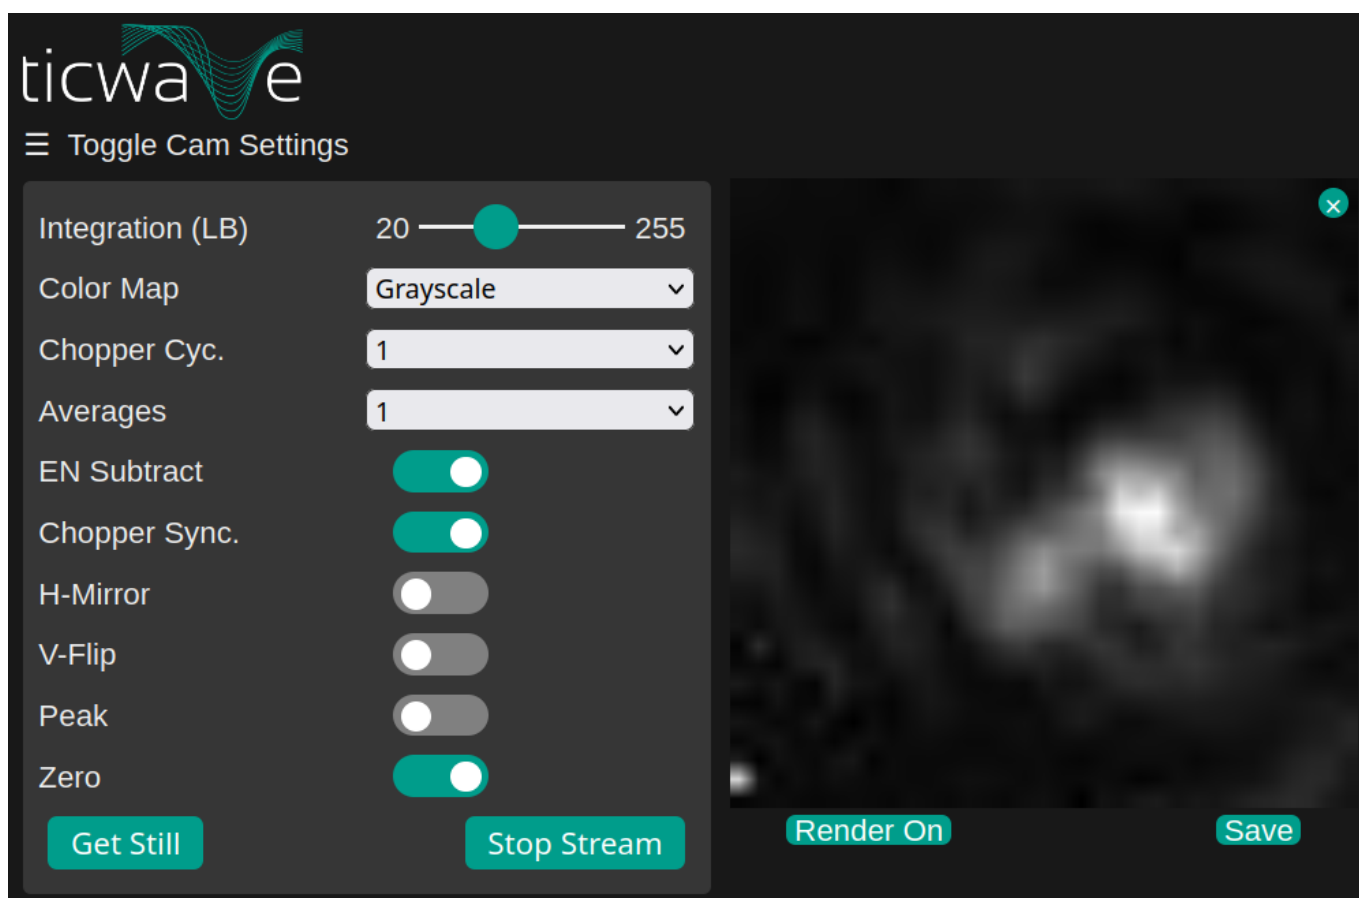 ticwave
☰ Toggle Cam Settings
Integration (LB) 20 255
Color Map Grayscale
Chopper Cyc. 1
Averages 1
EN Subtract
Chopper Sync.
H-Mirror
V-Flip
Peak
Zero
Get Still Stop Stream
×
Render On Save